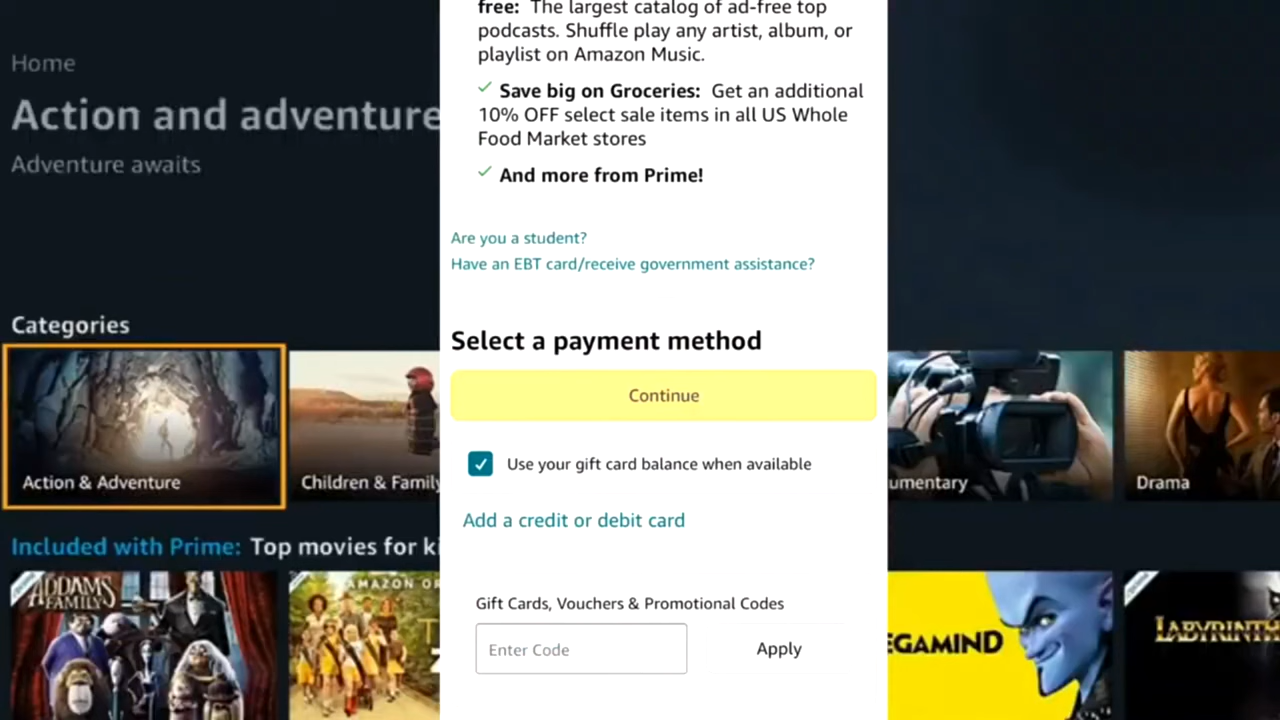 free: The largest catalog of ad-free top
podcasts. Shuffle play any artist, album, or
playlist on Amazon Music.
Save big on Groceries: Get an additional
10% OFF select sale items in all US Whole
Food Market stores
And more from Prime!
Are you a student?
Have an EBT card/receive government assistance?
Select a payment method
Continue
Use your gift card balance when available
Add a credit or debit card
Gift Cards, Vouchers & Promotional Codes
Enter Code
Apply
Home
Action and adventure
Adventure awaits
Categories
Action & Adventure
Children & Family
umentary
Drama
Included with Prime: Top movies for ki
ADDAMS
FAMILY
AMAZON OR
EGAMIND
LABYRINTH